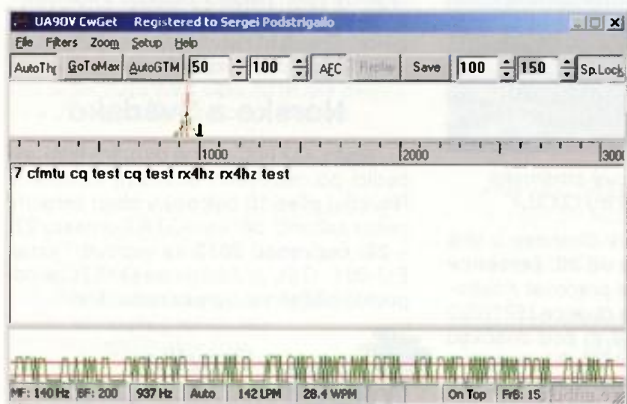 UA9OV CwGet Registered to Sergei Podstrigailo
File Filters Zoom Setup Help
AutoThr GoToMax AutoGTM 50 100 AFC Save 100 150 Sp.Lock
1000 2000 3000
7 cfmtu cq test cq test rx4hz rx4hz test
MF: 140 Hz BF: 200 937 Hz Auto 142 LPM 28.4 WPM On Top FrB: 15